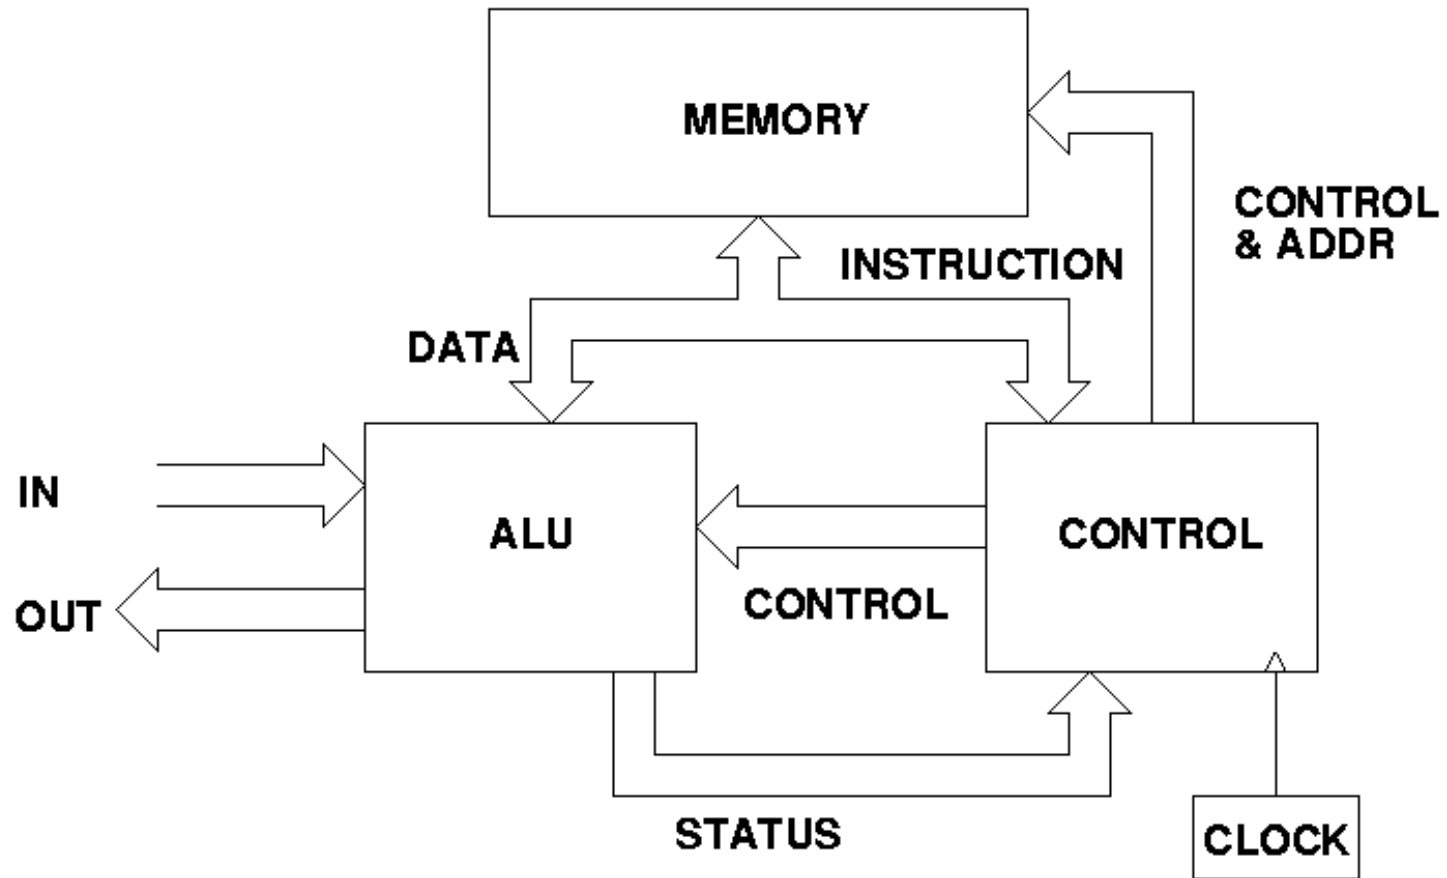 MEMORY
CONTROL
& ADDR
INSTRUCTION
DATA
IN
ALU
CONTROL
OUT
CONTROL
STATUS
CLOCK